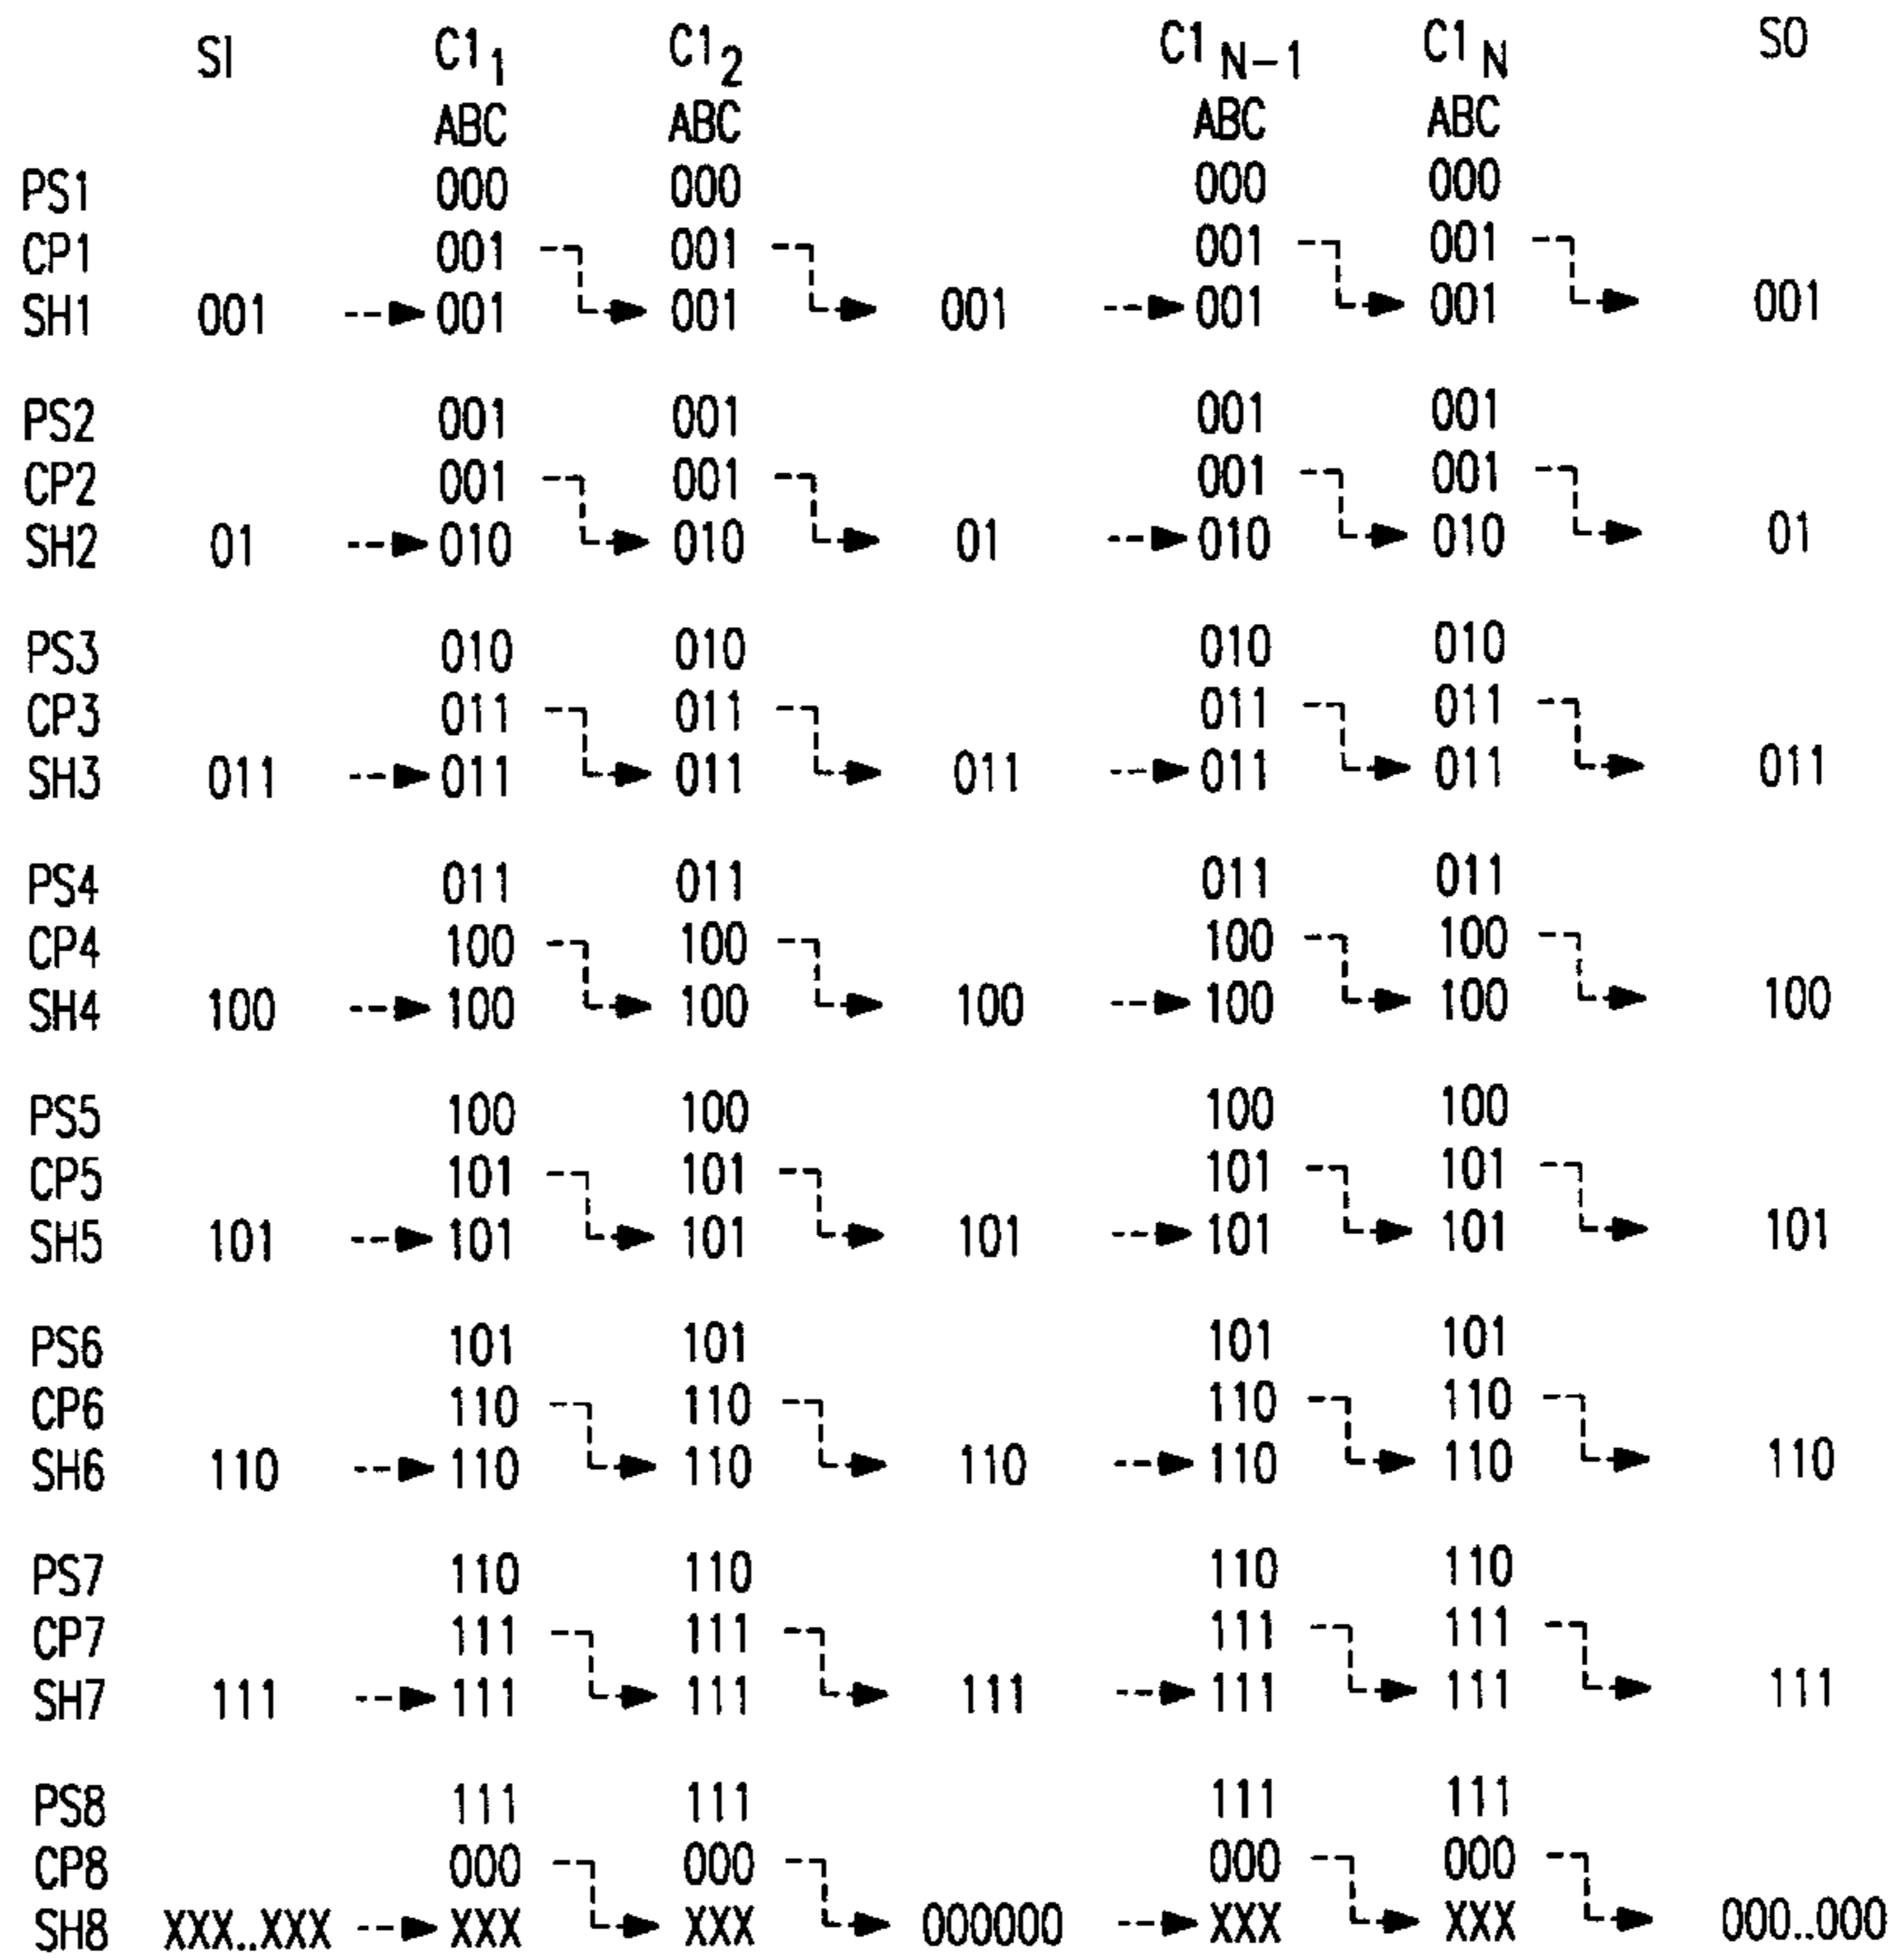 SI C1 1 C1 2 C1 N-1 C1 N SO
ABC ABC ABC ABC
PS1 000 000 000 000
CP1 001 001 001 001
SH1 001 001 001 001 001 001 001
PS2 001 001 001 001
CP2 001 001 001 001
SH2 01 010 010 01 010 010 01
PS3 010 010 010 010
CP3 011 011 011 011
SH3 011 011 011 011 011 011 011
PS4 011 011 011 011
CP4 100 100 100 100
SH4 100 100 100 100 100 100 100
PS5 100 100 100 100
CP5 101 101 101 101
SH5 101 101 101 101 101 101 101
PS6 101 101 101 101
CP6 110 110 110 110
SH6 110 110 110 110 110 110 110
PS7 110 110 110 110
CP7 111 111 111 111
SH7 111 111 111 111 111 111 111
PS8 111 111 111 111
CP8 000 000 000 000
SH8 XXX..XXX XXX XXX 000000 XXX XXX 000..000